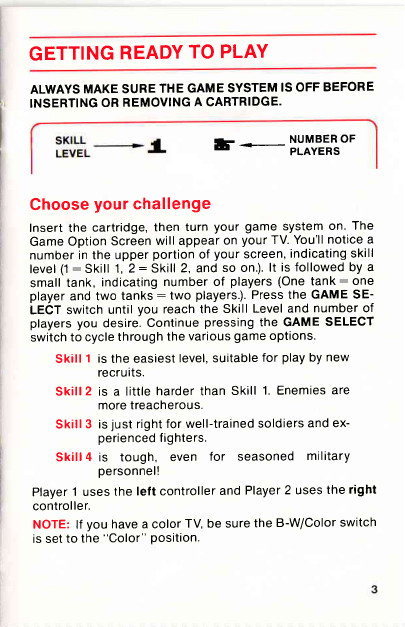 GETTING READY TO PLAY
ALWAYS MAKE SURE THE GAME SYSTEM IS OFF BEFORE
INSERTING OR REMOVING A CARTRIDGE.
SKILL
LEVEL
1
NUMBER OF
PLAYERS
Choose your challenge
Insert the cartridge, then turn your game system on. The
Game Option Screen will appear on your TV. You'll notice a
number in the upper portion of your screen, indicating skill
level (1 = Skill 1, 2 = Skill 2, and so on.). It is followed by a
small tank, indicating number of players (One tank = one
player and two tanks = two players.). Press the GAME SE-
LECT switch until you reach the Skill Level and number of
players you desire. Continue pressing the GAME SELECT
switch to cycle through the various game options.
Skill 1 is the easiest level, suitable for play by new
recruits.
Skill 2 is a little harder than Skill 1. Enemies are
more treacherous.
Skill 3 is just right for well-trained soldiers and ex-
perienced fighters.
Skill 4 is tough, even for seasoned military
personnel!
Player 1 uses the left controller and Player 2 uses the right
controller.
NOTE: If you have a color TV, be sure the B-W/Color switch
is set to the "Color" position.
3